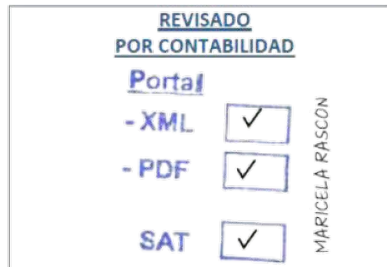 REVISADO
POR CONTABILIDAD
Portal
- XML ✓
- PDF ✓
SAT ✓
MARICELA RASCON